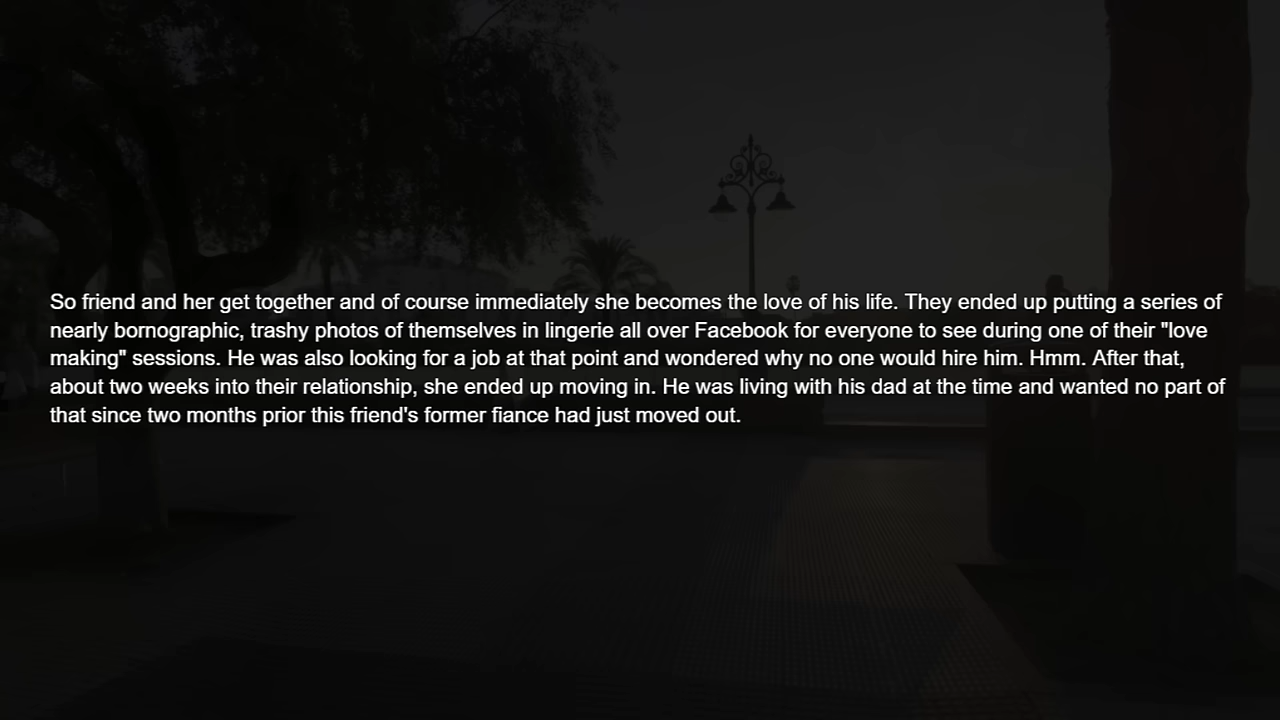 So friend and her get together and of course immediately she becomes the love of his life. They ended up putting a series of
nearly bornographic, trashy photos of themselves in lingerie all over Facebook for everyone to see during one of their "love
making" sessions. He was also looking for a job at that point and wondered why no one would hire him. Hmm. After that,
about two weeks into their relationship, she ended up moving in. He was living with his dad at the time and wanted no part of
that since two months prior this friend's former fiance had just moved out.